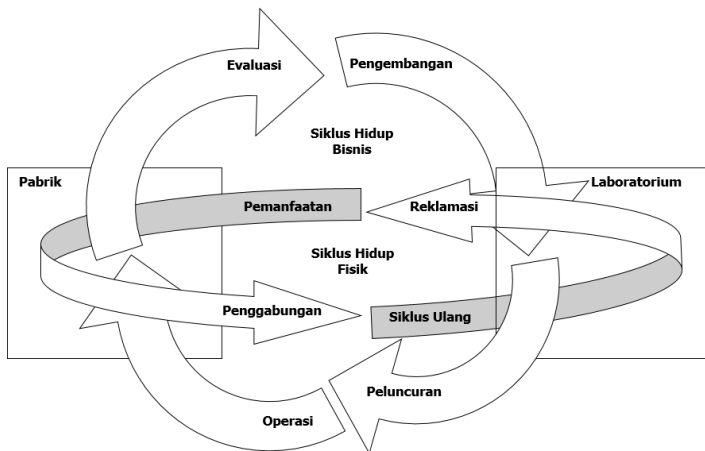 Evaluasi
Pengembangan
Siklus Hidup
Bisnis
Pabrik
Laboratorium
Pemanfaatan
Reklamasi
Siklus Hidup
Fisik
Penggabungan
Siklus Ulang
Peluncuran
Operasi